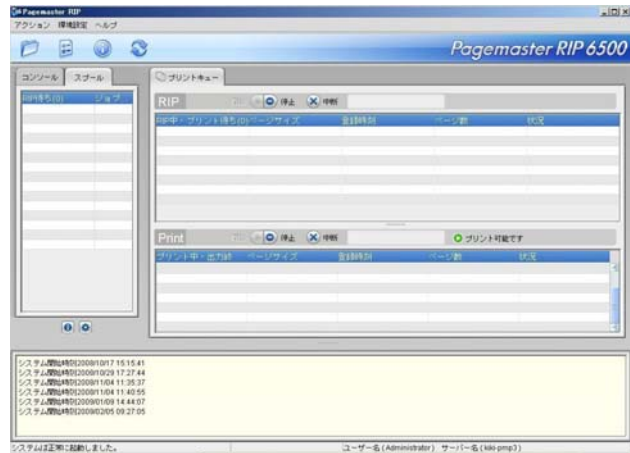 Pagemaster RIP
アクション 環境設定 ヘルプ
Pagemaster RIP 6500
コンソール スプール
プリントキュー
RIP待ち(0) ジョブ
RIP 停止 中断
RIP中・プリント待ち(0) ページサイズ 登録時刻 ページ数 状況
Print 停止 中断 プリント可能です
プリント中・出力終 ページサイズ 登録時刻 ページ数 状況
システム開始時刻2008/10/17 15:15:41
システム開始時刻2008/10/29 17:27:44
システム開始時刻2008/11/04 11:35:37
システム開始時刻2008/11/04 11:40:55
システム開始時刻2009/01/09 14:44:07
システム開始時刻2009/02/05 09:27:05
システムは正常に起動しました。 ユーザー名(Administrator) サーバー名(kiki-pmp3)